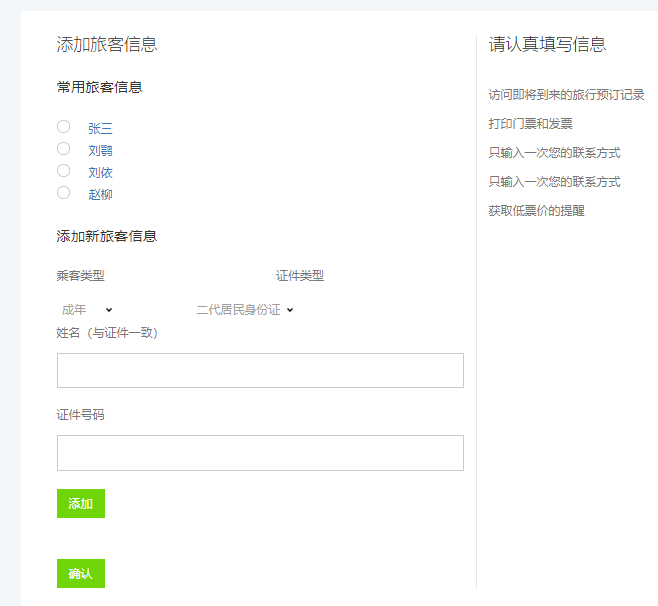 添加旅客信息
常用旅客信息
张三
刘鹗
刘依
赵柳
添加新旅客信息
乘客类型 证件类型
成年 二代居民身份证
姓名（与证件一致）
证件号码
添加
确认
请认真填写信息
访问即将到来的旅行预订记录
打印门票和发票
只输入一次您的联系方式
只输入一次您的联系方式
获取低票价的提醒